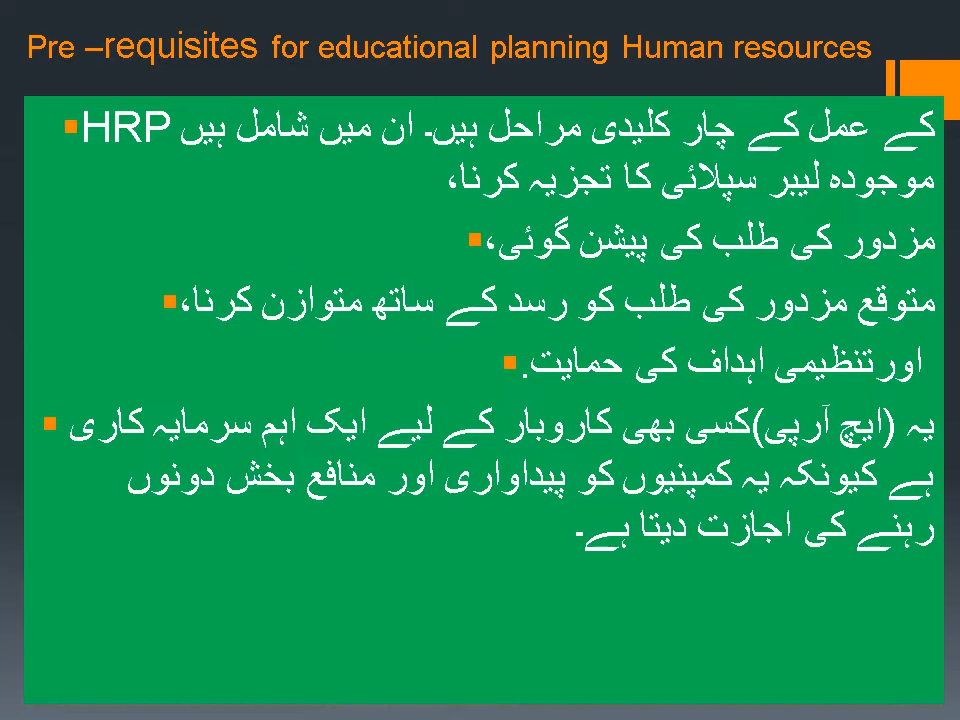 Pre –requisites for educational planning Human resources
▪HRP کے عمل کے چار کلیدی مراحل ہیں۔ ان میں شامل ہیں
موجودہ لیبر سپلائی کا تجزیہ کرنا،
▪مزدور کی طلب کی پیشن گوئی،
▪متوقع مزدور کی طلب کو رسد کے ساتھ متوازن کرنا،
▪اورتنظیمی اہداف کی حمایت.
▪ یہ (ایچ آرپی)کسی بھی کاروبار کے لیے ایک اہم سرمایہ کاری
ہے کیونکہ یہ کمپنیوں کو پیداواری اور منافع بخش دونوں
رہنے کی اجازت دیتا ہے۔